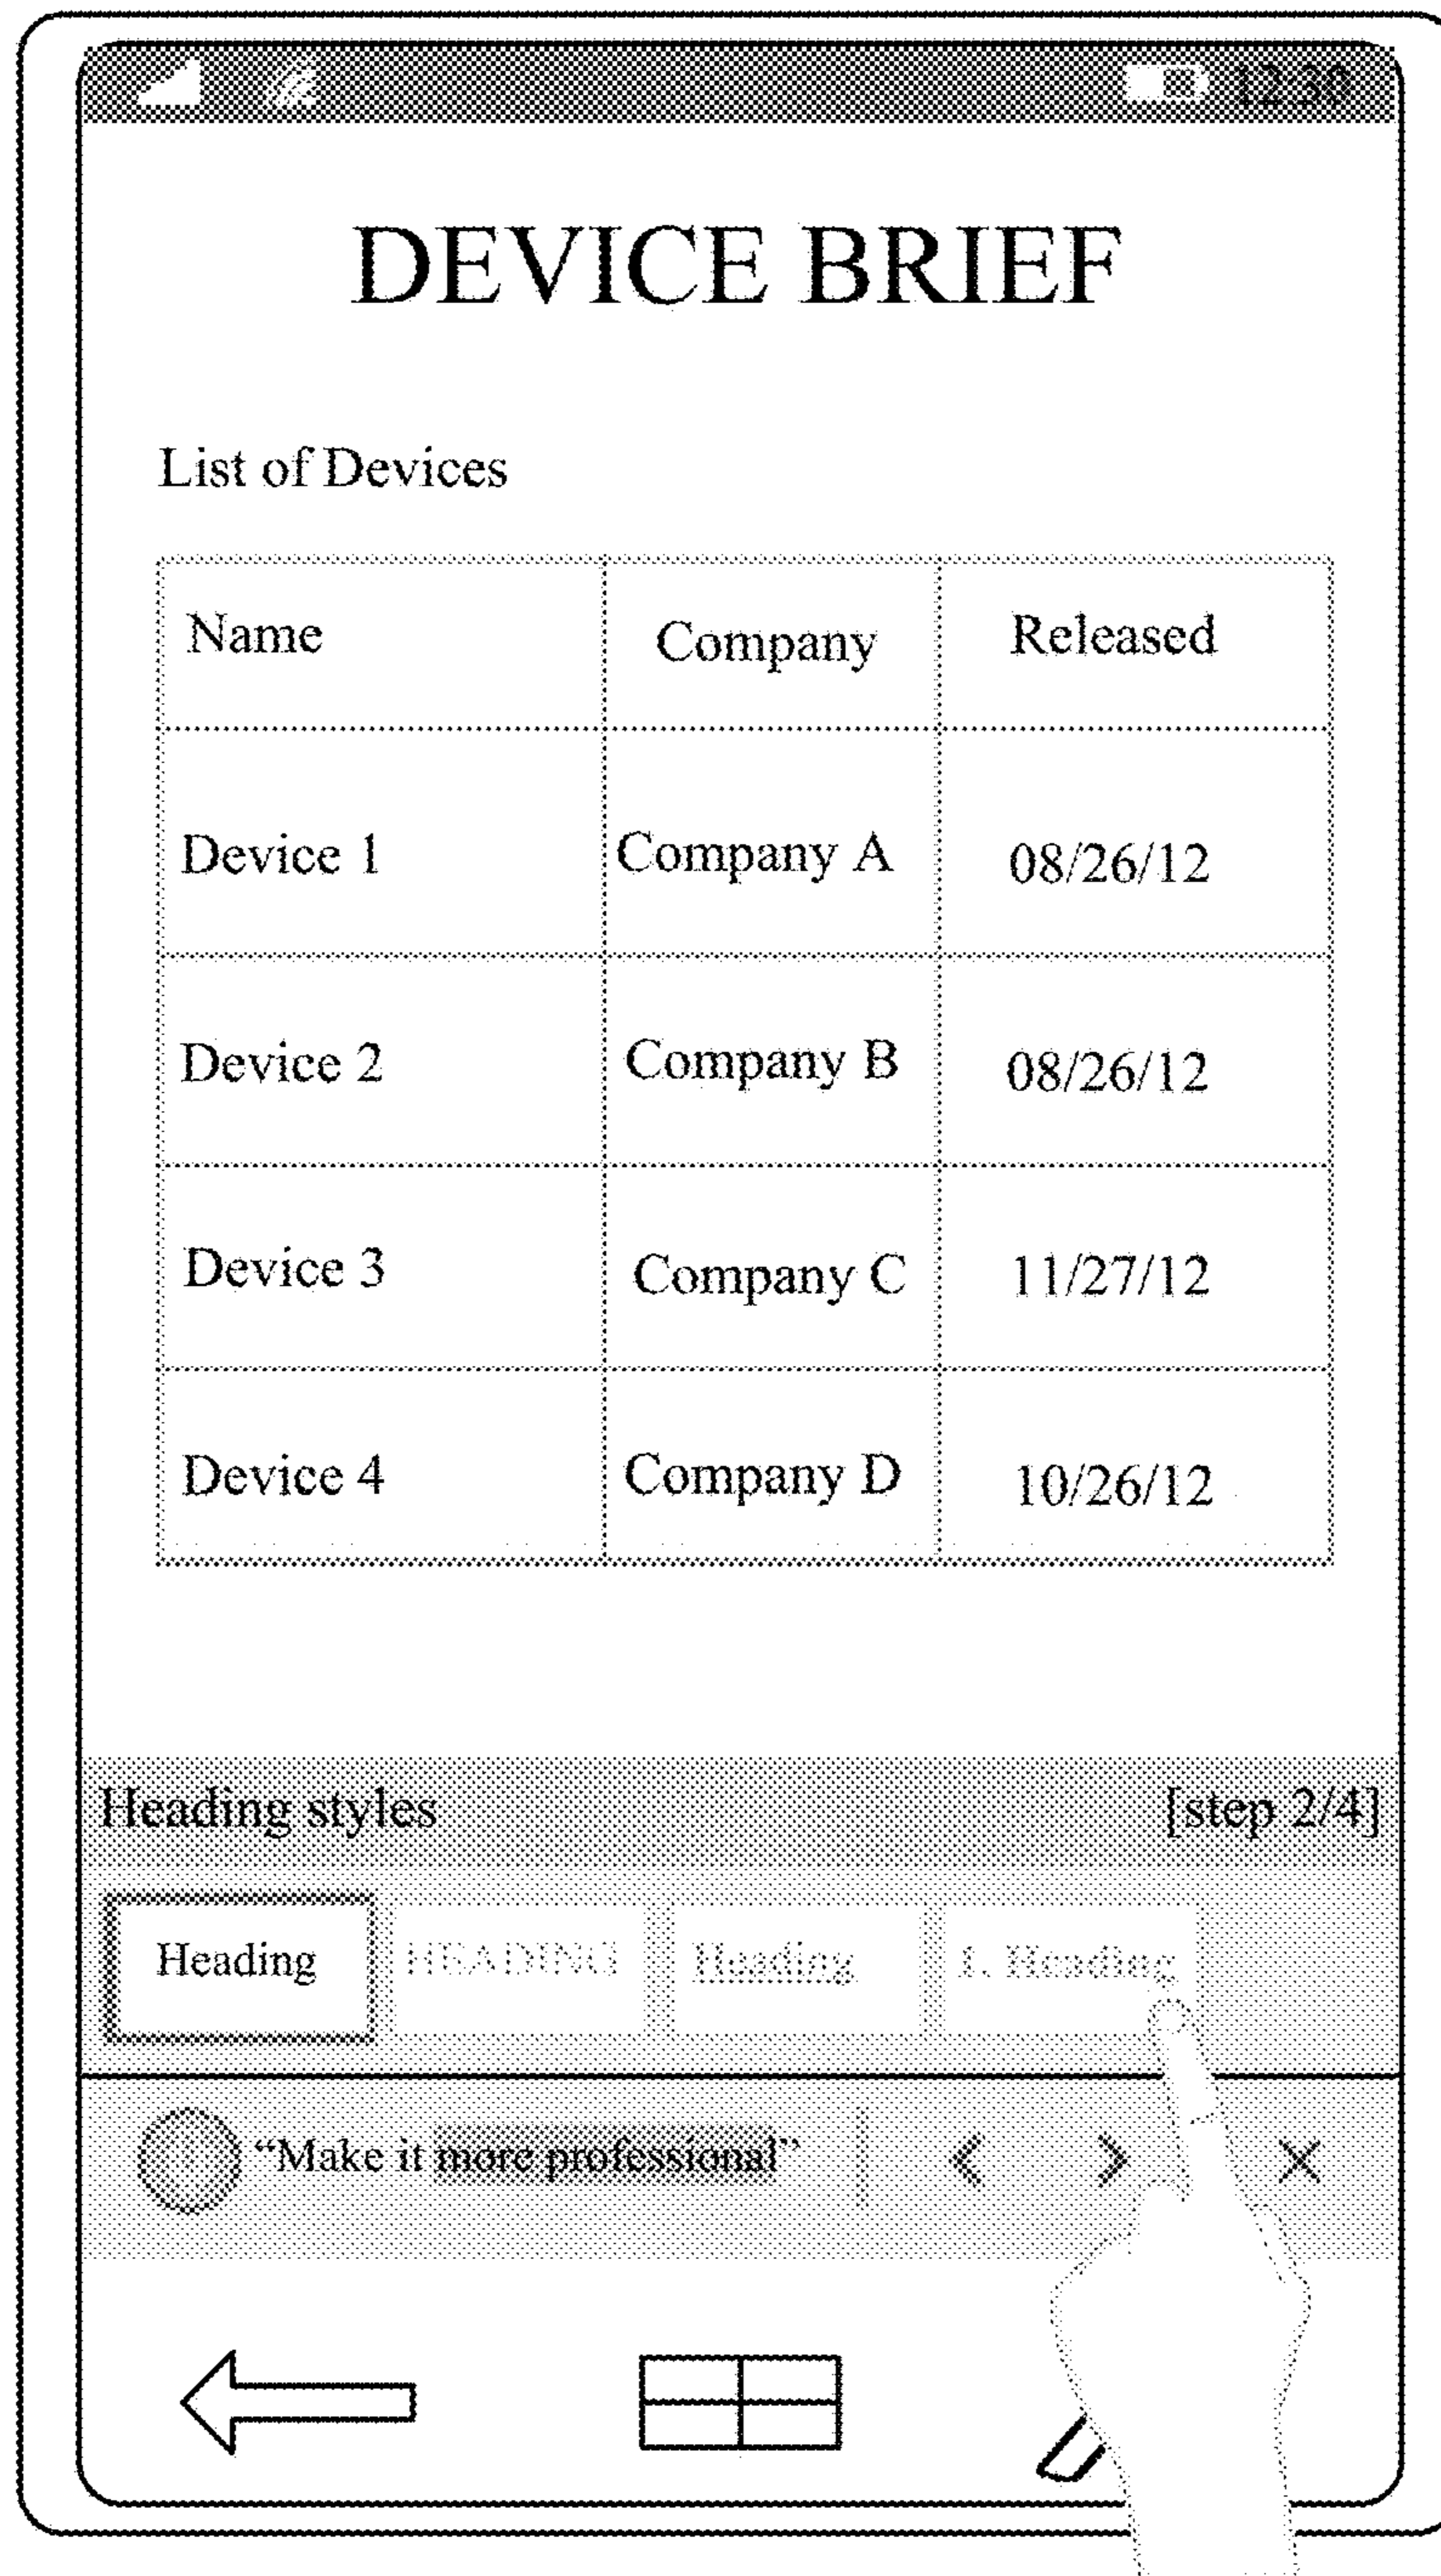 12:30
DEVICE BRIEF
List of Devices
Name Company Released
Device 1 Company A 08/26/12
Device 2 Company B 08/26/12
Device 3 Company C 11/27/12
Device 4 Company D 10/26/12
Heading styles [step 2/4]
Heading HEADING Heading 1. Heading
“Make it more professional”